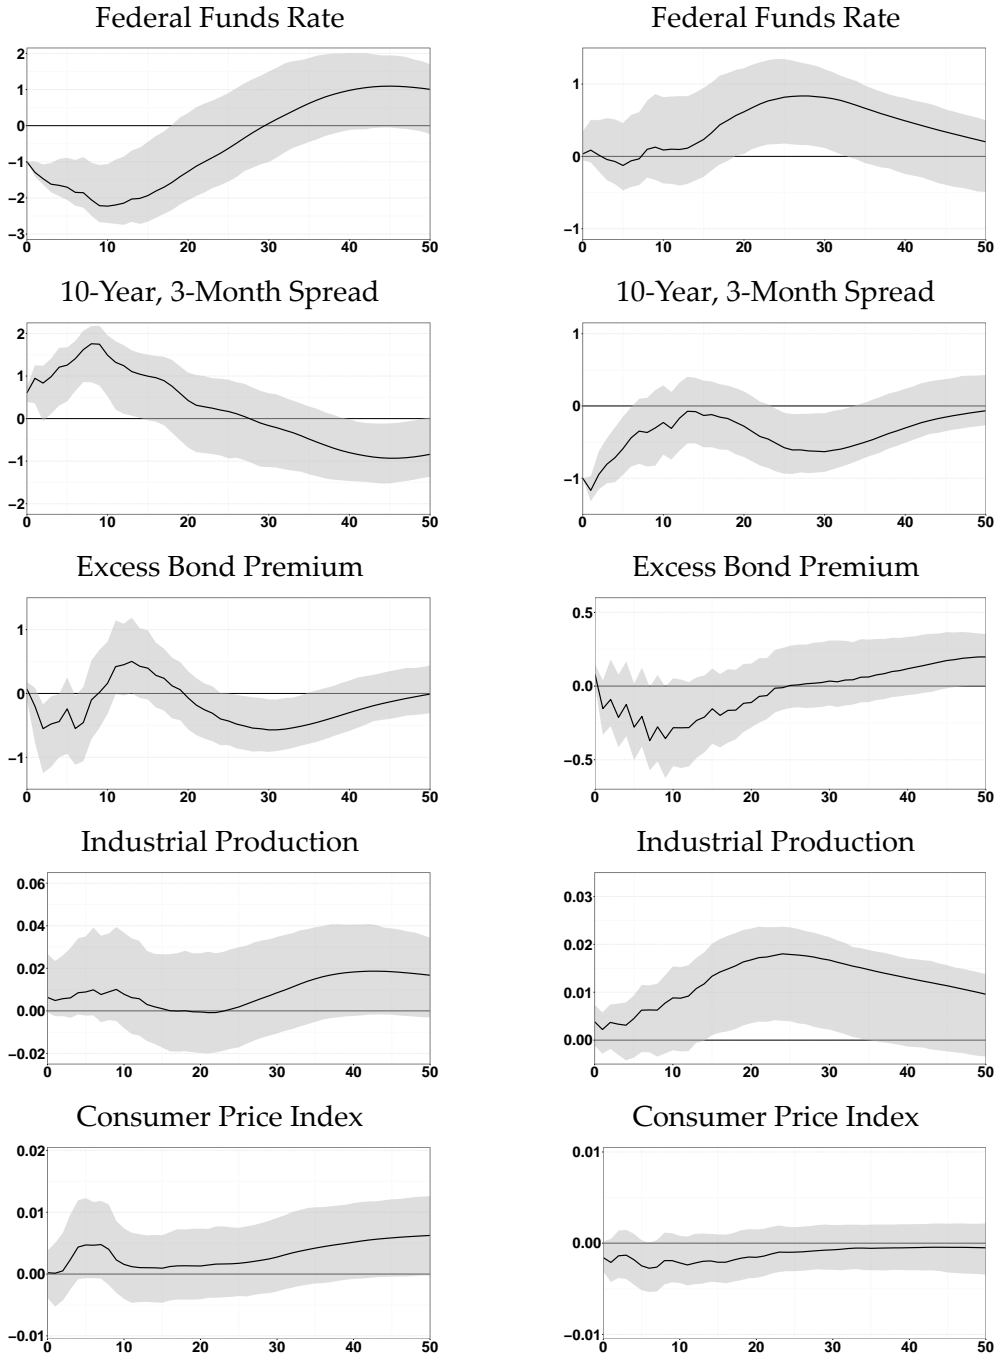 Federal Funds Rate
2
1
0
−1
−2
−3
0 10 20 30 40 50
Federal Funds Rate
1
0
−1
0 10 20 30 40 50
10-Year, 3-Month Spread
2
1
0
−1
−2
0 10 20 30 40 50
10-Year, 3-Month Spread
1
0
−1
0 10 20 30 40 50
Excess Bond Premium
1
0
−1
0 10 20 30 40 50
Excess Bond Premium
0.5
0.0
−0.5
0 10 20 30 40 50
Industrial Production
0.06
0.04
0.02
0.00
−0.02
0 10 20 30 40 50
Industrial Production
0.03
0.02
0.01
0.00
0 10 20 30 40 50
Consumer Price Index
0.02
0.01
0.00
−0.01
0 10 20 30 40 50
Consumer Price Index
0.01
0.00
−0.01
0 10 20 30 40 50